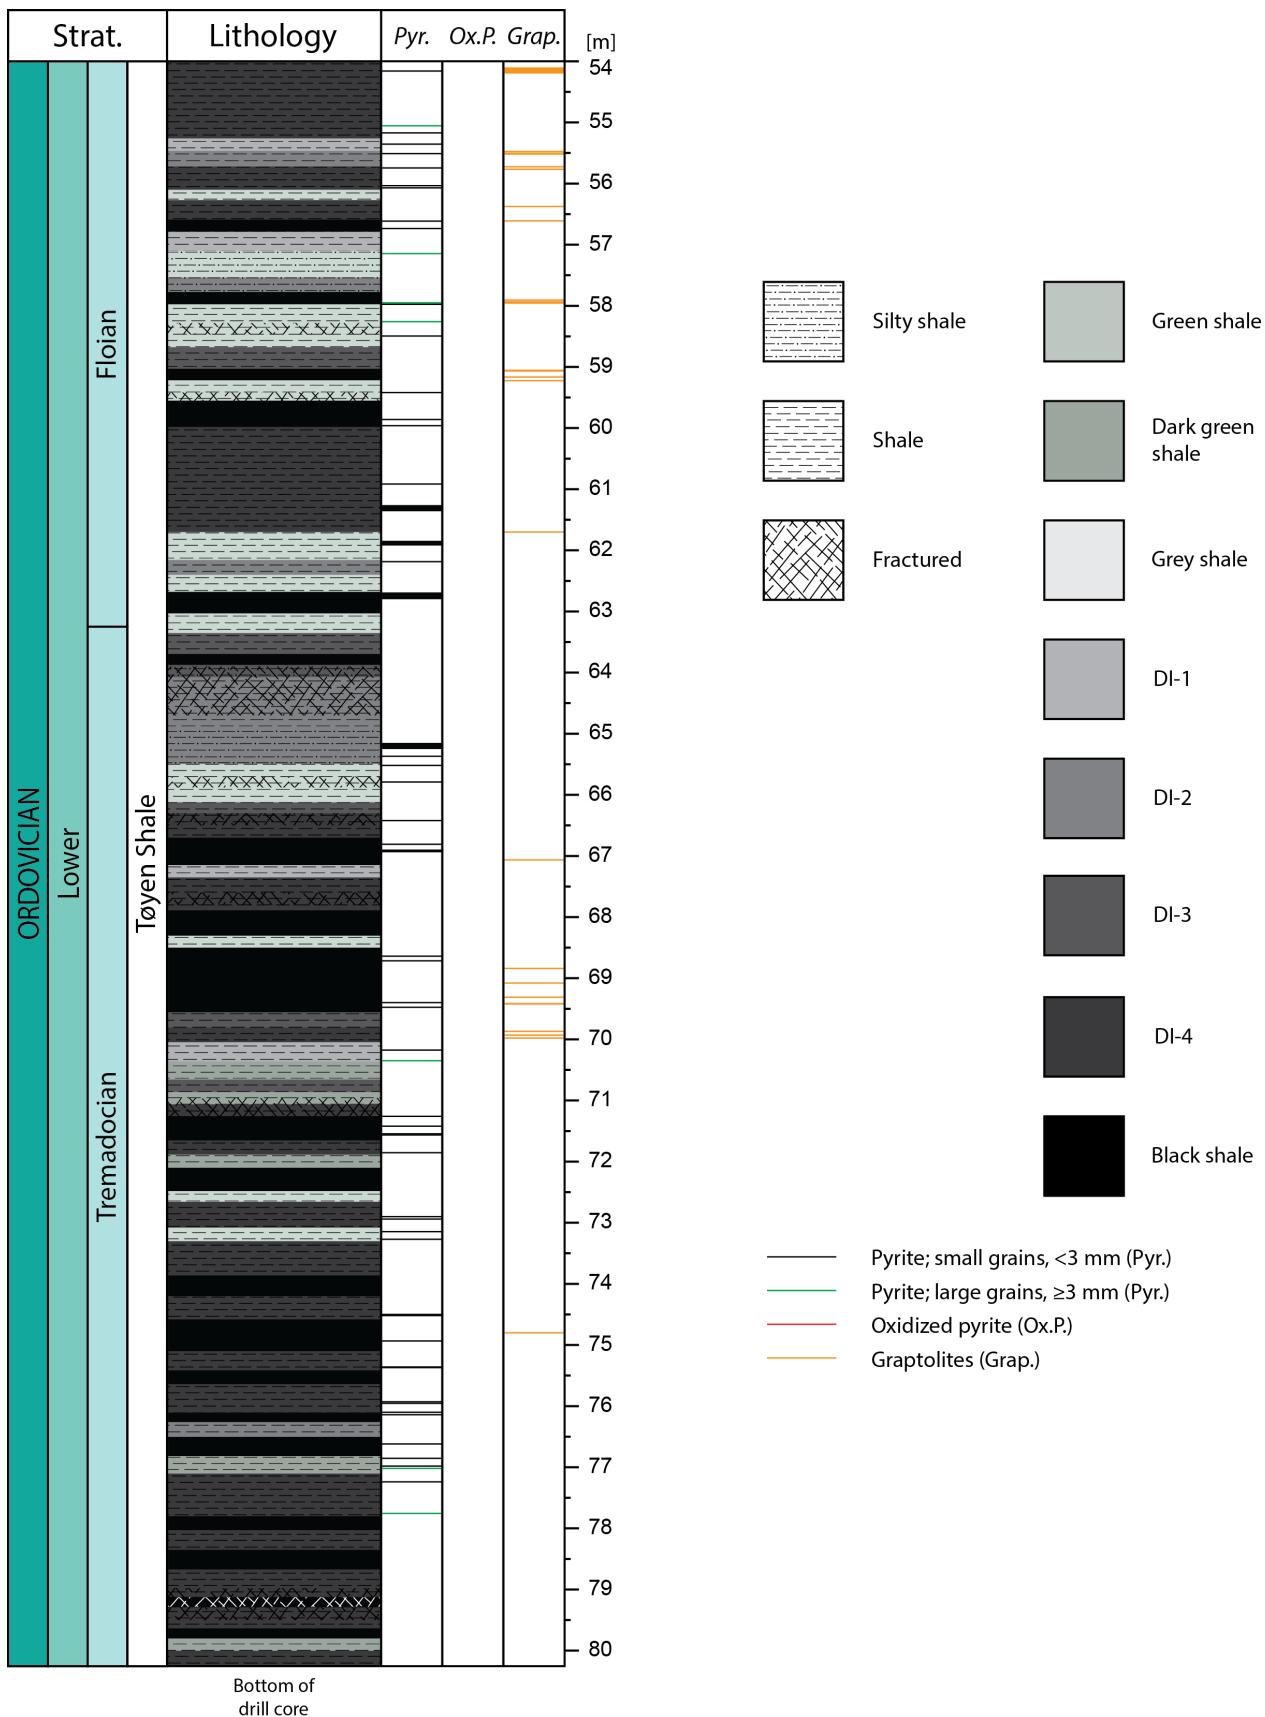 Strat.
Lithology
Pyr.
Ox.P.
Grap.
[m]
ORDOVICIAN
Lower
Floian
Tremadocian
Tøyen Shale
54
55
56
57
58
59
60
61
62
63
64
65
66
67
68
69
70
71
72
73
74
75
76
77
78
79
80
Bottom of
drill core
Silty shale
Shale
Fractured
Green shale
Dark green
shale
Grey shale
DI-1
DI-2
DI-3
DI-4
Black shale
Pyrite; small grains, <3 mm (Pyr.)
Pyrite; large grains, ≥3 mm (Pyr.)
Oxidized pyrite (Ox.P.)
Graptolites (Grap.)